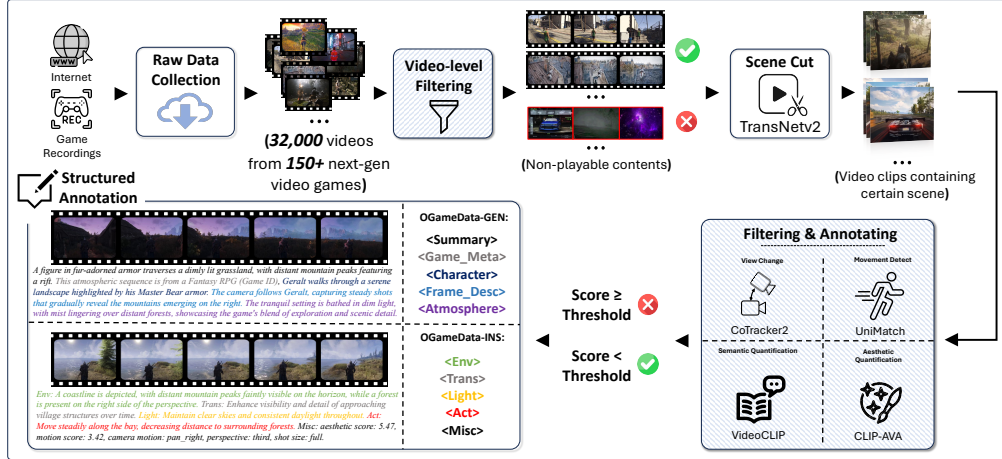 WWW
Internet
REC
Game
Recordings
Raw Data
Collection
...
(32,000 videos
from 150+ next-gen
video games)
Video-level
Filtering
...
(Non-playable contents)
Scene Cut
TransNetv2
...
(Video clips containing
certain scene)
Structured
Annotation
A figure in fur-adorned armor traverses a dimly lit grassland, with distant mountain peaks featuring
a rift. This atmospheric sequence is from a Fantasy RPG (Game ID), Geralt walks through a serene
landscape highlighted by his Master Bear armor. The camera follows Geralt, capturing steady shots
that gradually reveal the mountains emerging on the right. The tranquil setting is bathed in dim light,
with mist lingering over distant forests, showcasing the game's blend of exploration and scenic detail.
OGameData-GEN:
<Summary>
<Game_Meta>
<Character>
<Frame_Desc>
<Atmosphere>
Env: A coastline is depicted, with distant mountain peaks faintly visible on the horizon, while a forest
is present on the right side of the perspective. Trans: Enhance visibility and detail of approaching
village structures over time. Light: Maintain clear skies and consistent daylight throughout. Act:
Move steadily along the bay, decreasing distance to surrounding forests. Misc: aesthetic score: 5.47,
motion score: 3.42, camera motion: pan_right, perspective: third, shot size: full.
OGameData-INS:
<Env>
<Trans>
<Light>
<Act>
<Misc>
Score ≥
Threshold
Score <
Threshold
Filtering & Annotating
View Change
CoTracker2
Movement Detect
UniMatch
Semantic Quantification
VideoCLIP
Aesthetic
Quantification
CLIP-AVA